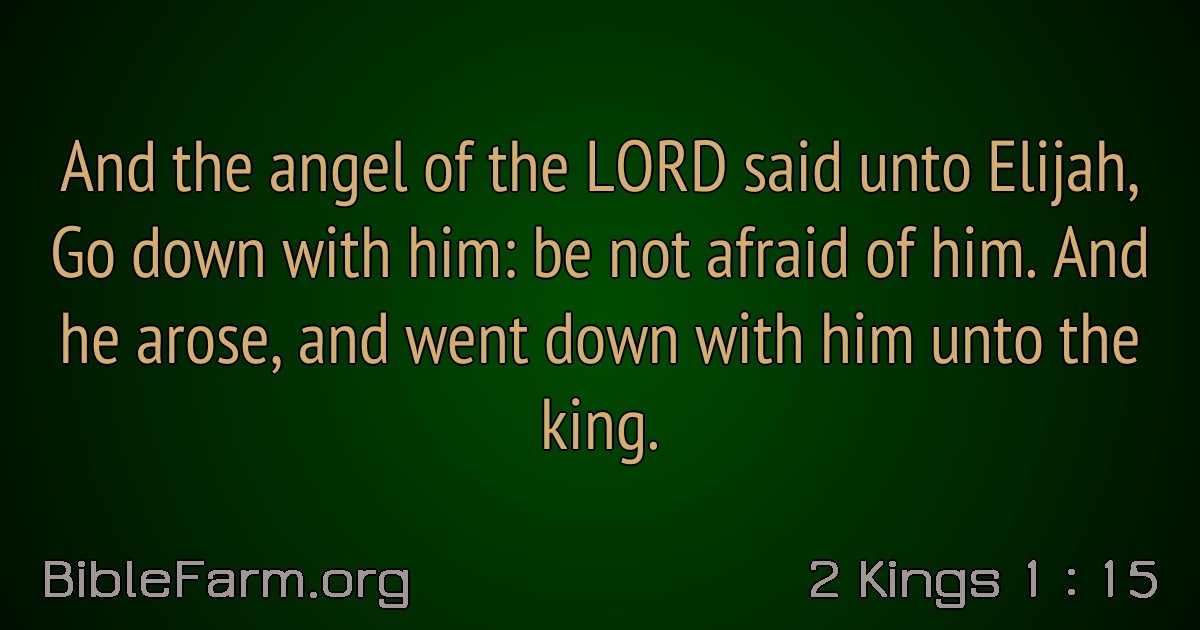 And the angel of the LORD said unto Elijah,
Go down with him: be not afraid of him. And
he arose, and went down with him unto the
king.
BibleFarm.org
2 Kings 1 : 15